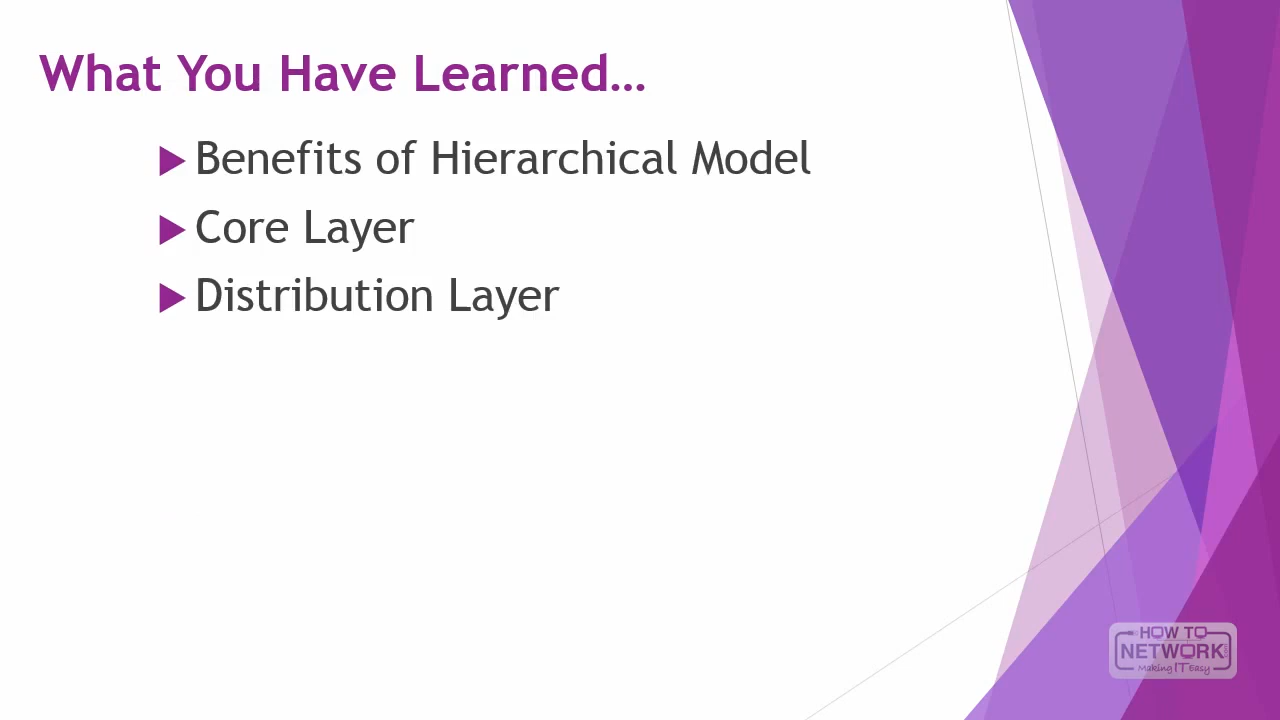 What You Have Learned…
Benefits of Hierarchical Model
Core Layer
Distribution Layer
HOW TO
NETWORK
Making IT Easy